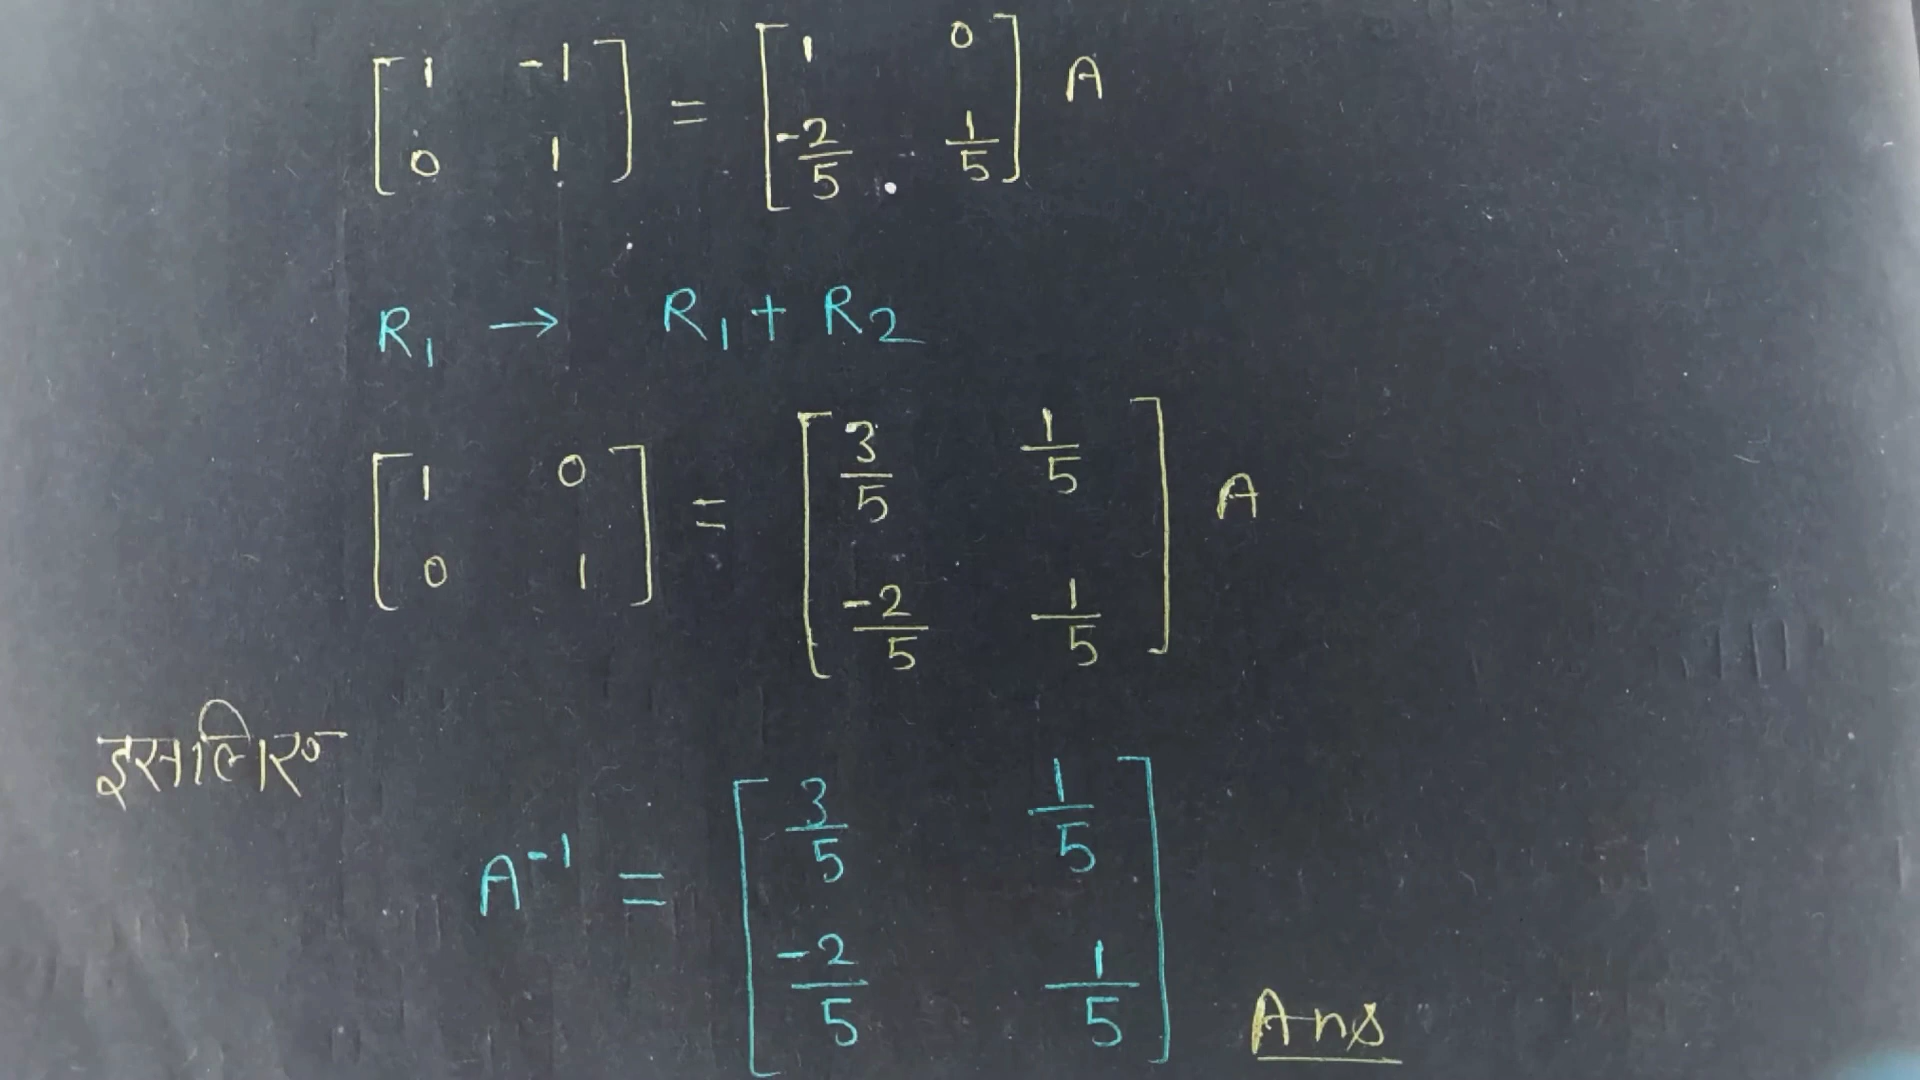 [1 -1; 0 1] = [1 0; -2/5 1/5] A
R₁ → R₁ + R₂
[1 0; 0 1] = [3/5 1/5; -2/5 1/5] A
इसलिए
A⁻¹ = [3/5 1/5; -2/5 1/5] Ans